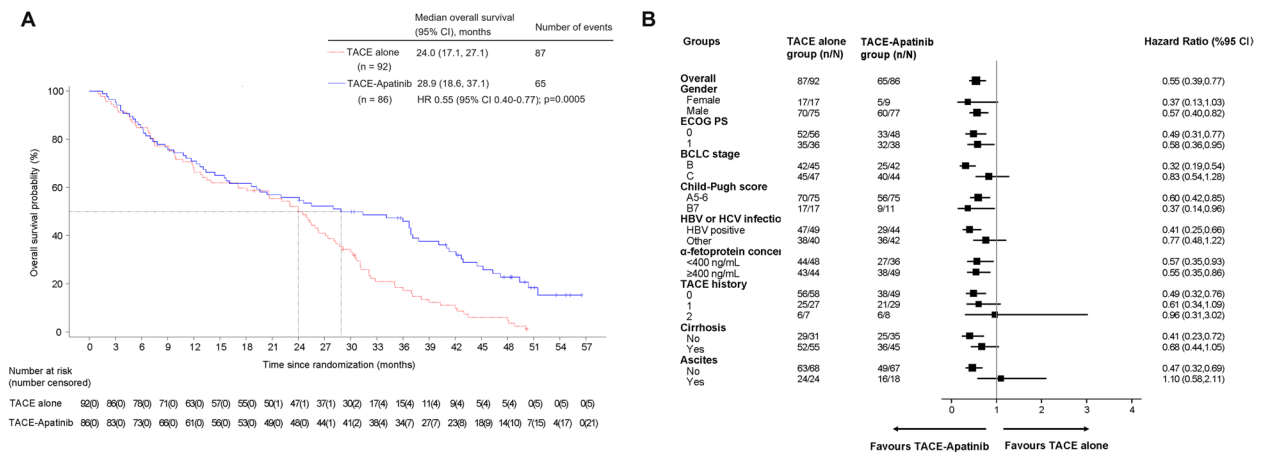 A
Median overall survival
(95% CI), months
Number of events
TACE alone
(n = 92)
24.0 (17.1, 27.1)
87
TACE-Apatinib
(n = 86)
28.9 (18.6, 37.1)
65
HR 0.55 (95% CI 0.40-0.77); p=0.0005
Overall survival probablity (%)
100
80
60
40
20
0
0 3 6 9 12 15 18 21 24 27 30 33 36 39 42 45 48 51 54 57
Time since randomization (months)
Number at risk
(number censored)
TACE alone 92(0) 86(0) 78(0) 71(0) 63(0) 57(0) 55(0) 50(1) 47(1) 37(1) 30(2) 17(4) 15(4) 11(4) 9(4) 5(4) 5(4) 0(5) 0(5) 0(5)
TACE-Apatinib 86(0) 83(0) 73(0) 66(0) 61(0) 56(0) 53(0) 49(0) 48(0) 44(1) 41(2) 38(4) 34(7) 27(7) 23(8) 18(9) 14(10) 7(15) 4(17) 0(21)
B
Groups
TACE alone
group (n/N)
TACE-Apatinib
group (n/N)
Hazard Ratio (%95 CI)
Overall 87/92 65/86 0.55 (0.39,0.77)
Gender
Female 17/17 5/9 0.37 (0.13,1.03)
Male 70/75 60/77 0.57 (0.40,0.82)
ECOG PS
0 52/56 33/48 0.49 (0.31,0.77)
1 35/36 32/38 0.58 (0.36,0.95)
BCLC stage
B 42/45 25/42 0.32 (0.19,0.54)
C 45/47 40/44 0.83 (0.54,1.28)
Child-Pugh score
A5-6 70/75 56/75 0.60 (0.42,0.85)
B7 17/17 9/11 0.37 (0.14,0.96)
HBV or HCV infectio
HBV positive 47/49 29/44 0.41 (0.25,0.66)
Other 38/40 36/42 0.77 (0.48,1.22)
α-fetoprotein concer
<400 ng/mL 44/48 27/36 0.57 (0.35,0.93)
≥400 ng/mL 43/44 38/49 0.55 (0.35,0.86)
TACE history
0 56/58 38/49 0.49 (0.32,0.76)
1 25/27 21/29 0.61 (0.34,1.09)
2 6/7 6/8 0.96 (0.31,3.02)
Cirrhosis
No 29/31 25/35 0.41 (0.23,0.72)
Yes 52/55 36/45 0.68 (0.44,1.05)
Ascites
No 63/68 49/67 0.47 (0.32,0.69)
Yes 24/24 16/18 1.10 (0.58,2.11)
0 1 2 3 4
Favours TACE-Apatinib
Favours TACE alone